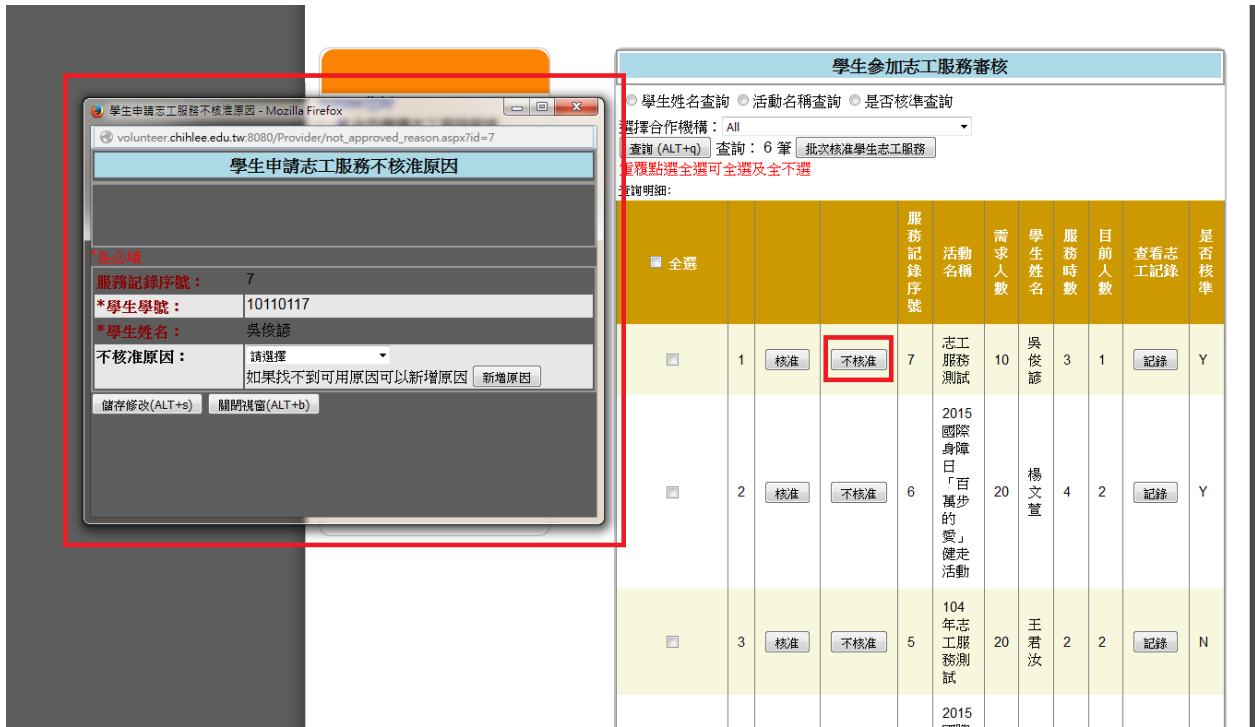 學生申請志工服務不核准原因 - Mozilla Firefox
volunteer.chihlee.edu.tw:8080/Provider/not_approved_reason.aspx?id=7
學生申請志工服務不核准原因
*為必填
服務記錄序號： 7
*學生學號： 10110117
*學生姓名： 吳俊諺
不核准原因： 請選擇
如果找不到可用原因可以新增原因 新增原因
儲存修改(ALT+s) 關閉視窗(ALT+b)
學生參加志工服務審核
學生姓名查詢 活動名稱查詢 是否核準查詢
選擇合作機構： All
查詢 (ALT+q) 查詢： 6 筆 批次核准學生志工服務
重覆點選全選可全選及全不選
查詢明細:
全選 服務記錄序號 活動名稱 需求人數 學生姓名 服務時數 目前人數 查看志工記錄 是否核準
1 核准 不核准 7 志工服務測試 10 吳俊諺 3 1 記錄 Y
2 核准 不核准 6 2015國際身障日「百萬步的愛」健走活動 20 楊文萱 4 2 記錄 Y
3 核准 不核准 5 104年志工服務測試 20 王君汝 2 2 記錄 N
2015